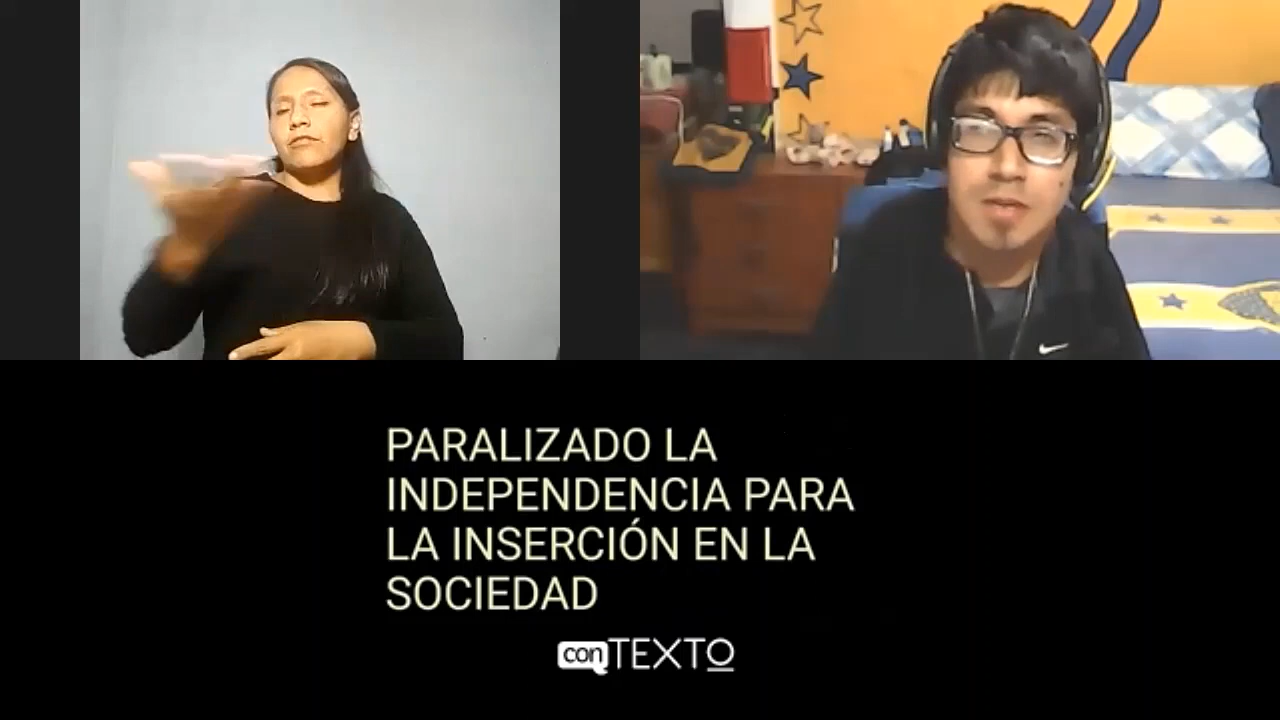 PARALIZADO LA
INDEPENDENCIA PARA
LA INSERCIÓN EN LA
SOCIEDAD
conTEXTO